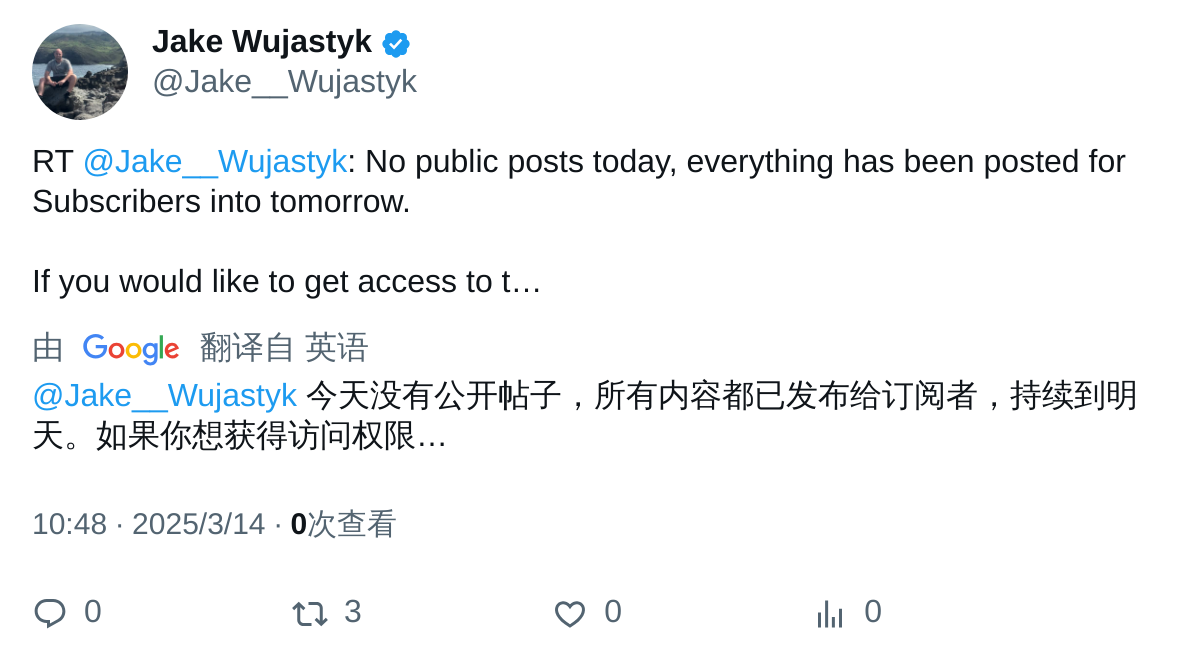 Jake Wujastyk
@Jake__Wujastyk
RT @Jake__Wujastyk: No public posts today, everything has been posted for
Subscribers into tomorrow.
If you would like to get access to t…
由 Google 翻译自 英语
@Jake__Wujastyk 今天没有公开帖子，所有内容都已发布给订阅者，持续到明
天。如果你想获得访问权限…
10:48 · 2025/3/14 · 0次查看
0 3 0 0